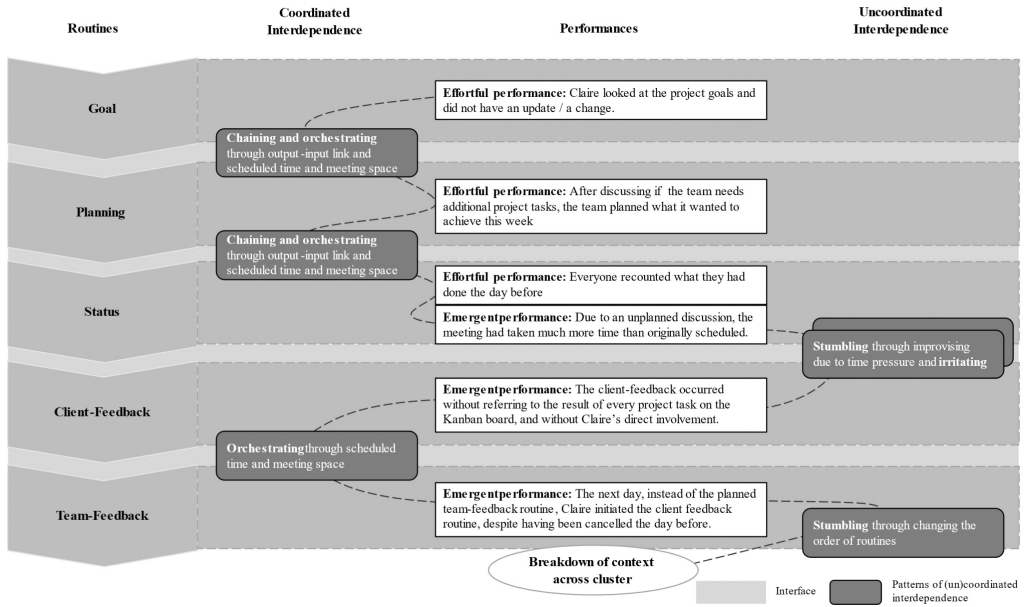 Routines
Coordinated
Interdependence
Performances
Uncoordinated
Interdependence
Goal
Effortful performance: Claire looked at the project goals and
did not have an update / a change.
Chaining and orchestrating
through output-input link and
scheduled time and meeting space
Planning
Effortful performance: After discussing if the team needs
additional project tasks, the team planned what it wanted to
achieve this week
Chaining and orchestrating
through output-input link and
scheduled time and meeting space
Status
Effortful performance: Everyone recounted what they had
done the day before
Emergent performance: Due to an unplanned discussion, the
meeting had taken much more time than originally scheduled.
Stumbling through improvising
due to time pressure and irritating
Client-Feedback
Emergent performance: The client-feedback occurred
without referring to the result of every project task on the
Kanban board, and without Claire's direct involvement.
Orchestrating through scheduled
time and meeting space
Team-Feedback
Emergent performance: The next day, instead of the planned
team-feedback routine, Claire initiated the client feedback
routine, despite having been cancelled the day before.
Stumbling through changing the
order of routines
Breakdown of context
across cluster
Interface
Patterns of (un)coordinated
interdependence